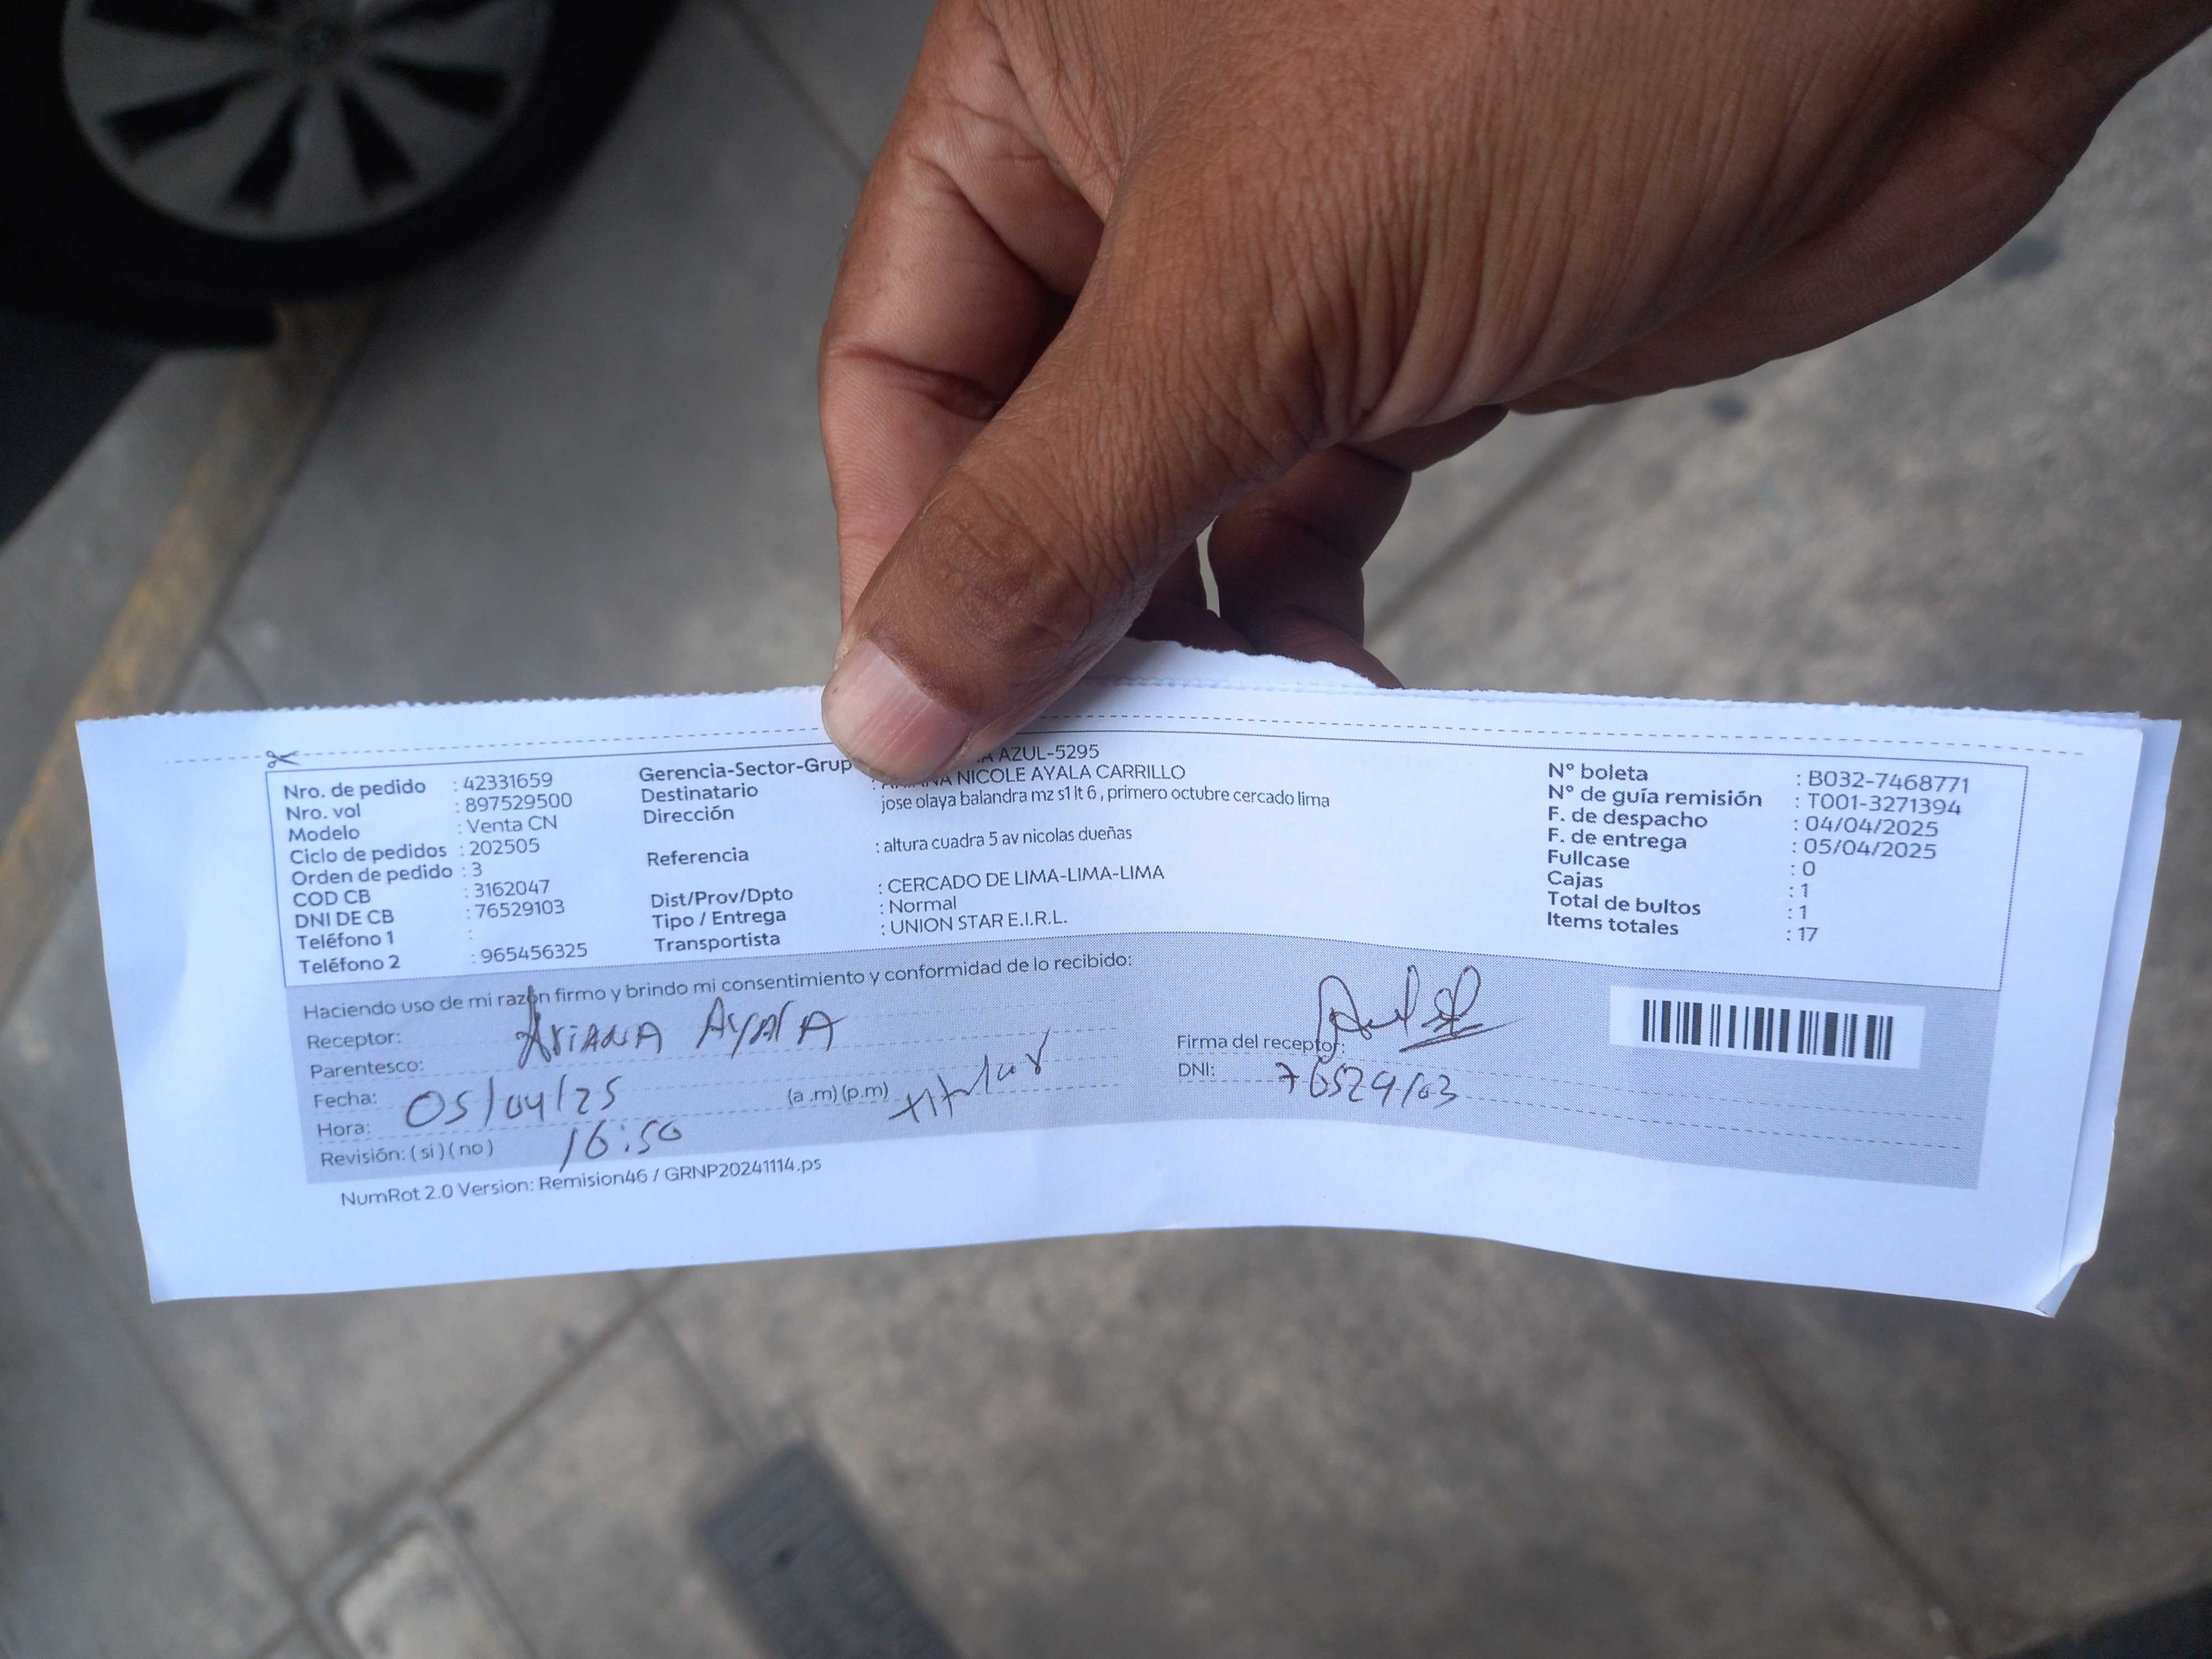 Nro. de pedido : 42331659
Nro. vol : 897529500
Modelo : Venta CN
Ciclo de pedidos : 202505
Orden de pedido : 3
COD CB : 3162047
DNI DE CB : 76529103
Teléfono 1 :
Teléfono 2 : 965456325
Gerencia-Sector-Grup AZUL-5295
Destinatario : NICOLE AYALA CARRILLO
Dirección jose olaya balandra mz s1 lt 6 , primero octubre cercado lima
Referencia : altura cuadra 5 av nicolas dueñas
Dist/Prov/Dpto : CERCADO DE LIMA-LIMA-LIMA
Tipo / Entrega : Normal
Transportista : UNION STAR E.I.R.L.
N° boleta : B032-7468771
N° de guía remisión : T001-3271394
F. de despacho : 04/04/2025
F. de entrega : 05/04/2025
Fullcase : 0
Cajas : 1
Total de bultos : 1
Items totales : 17
Haciendo uso de mi razón firmo y brindo mi consentimiento y conformidad de lo recibido:
Receptor: ARIANA AYALA
Parentesco:
Fecha: 05/04/25
Hora: 16:50 (a .m) (p.m) titular
Revisión: ( si ) ( no )
Firma del receptor:
DNI: 76529103
NumRot 2.0 Version: Remision46 / GRNP20241114.ps